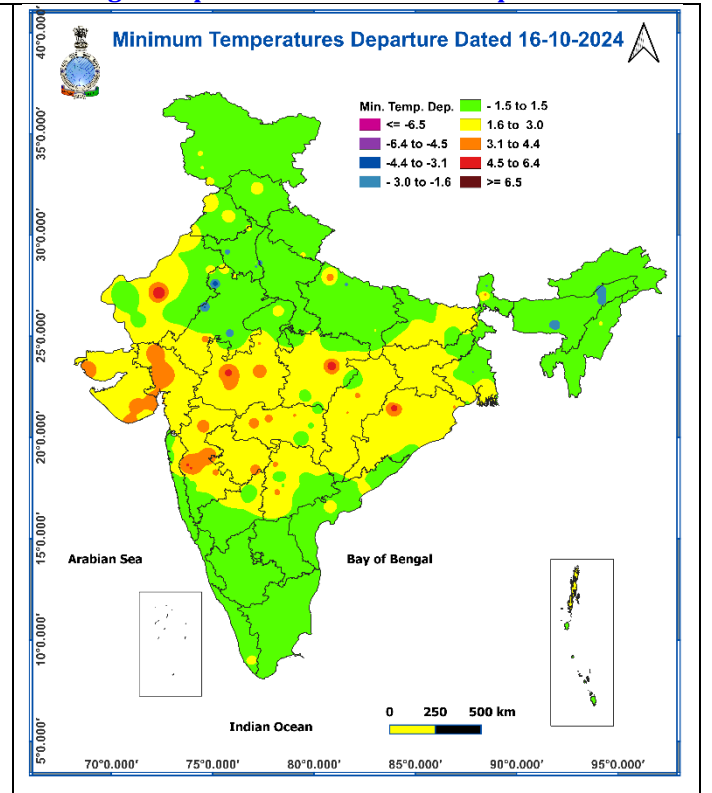 Minimum Temperatures Departure Dated 16-10-2024
Min. Temp. Dep.
<= -6.5
-6.4 to -4.5
-4.4 to -3.1
- 3.0 to -1.6
- 1.5 to 1.5
1.6 to 3.0
3.1 to 4.4
4.5 to 6.4
>= 6.5
40°0.000'
35°0.000'
30°0.000'
25°0.000'
20°0.000'
15°0.000'
10°0.000'
5°0.000'
Arabian Sea
Bay of Bengal
Indian Ocean
0 250 500 km
70°0.000' 75°0.000' 80°0.000' 85°0.000' 90°0.000' 95°0.000'